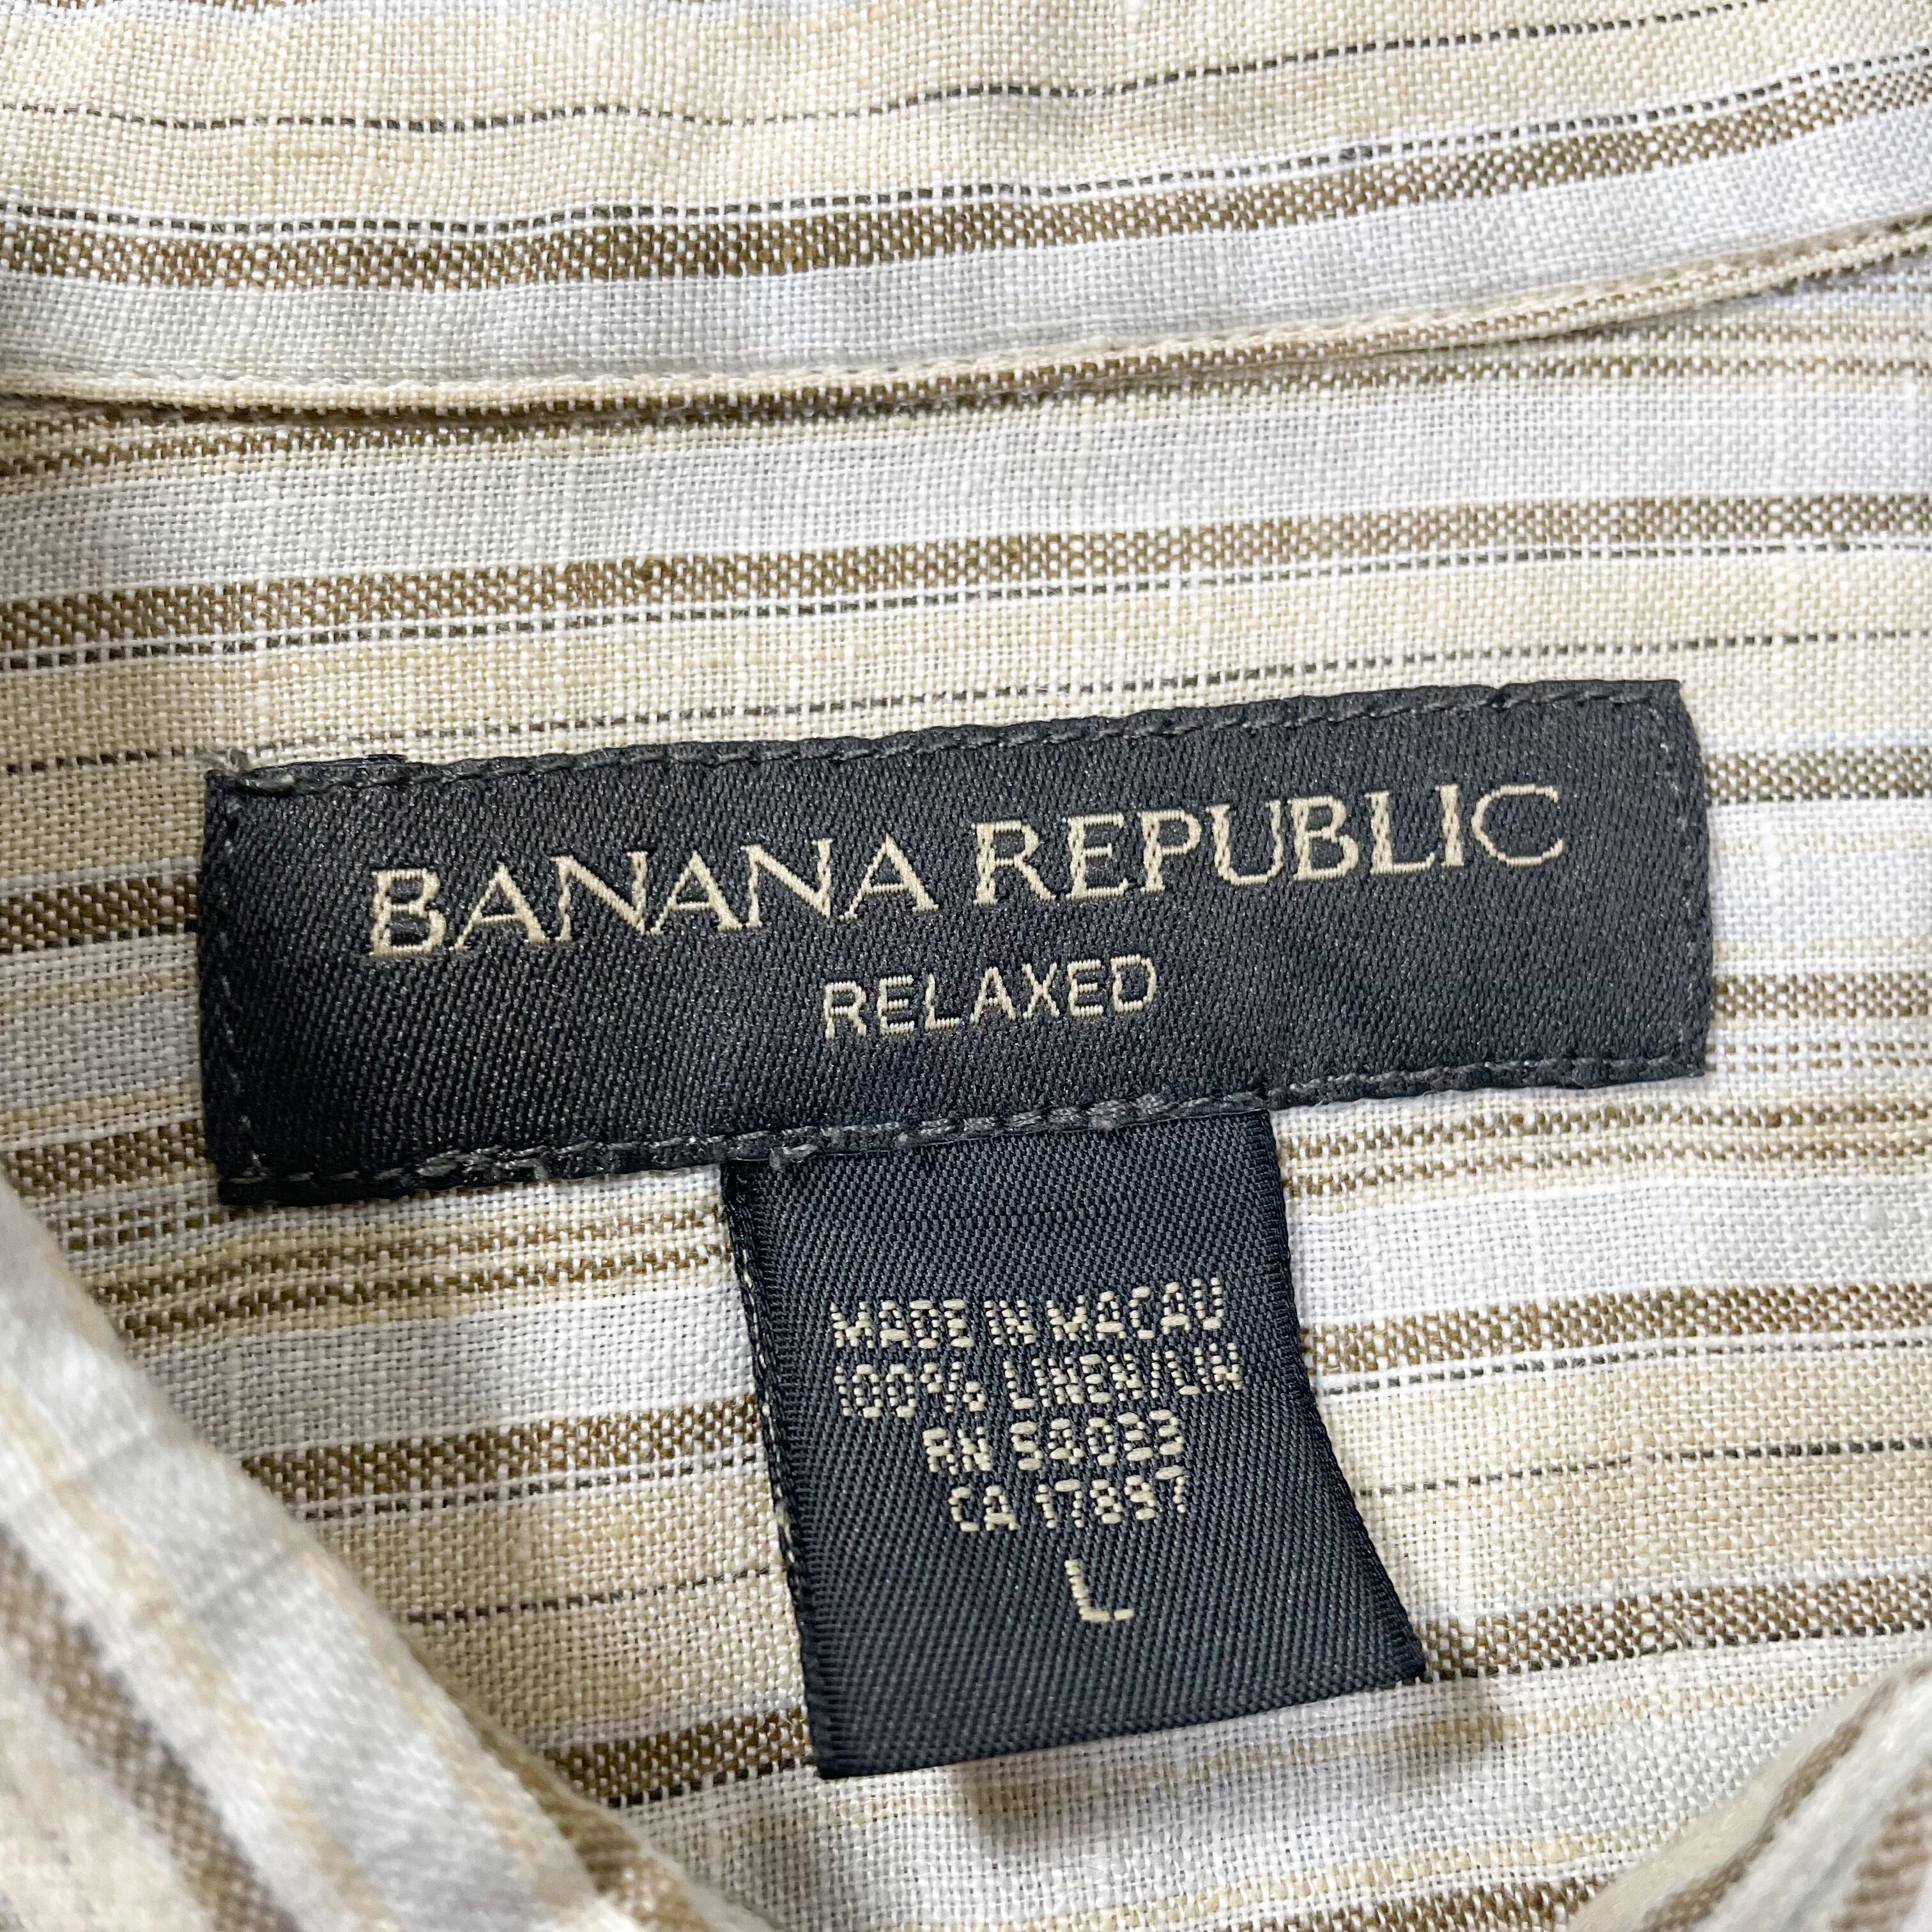 BANANA REPUBLIC
RELAXED
MADE IN MACAU
100% LINEN/LIN
RN 54023
CA 17897
L